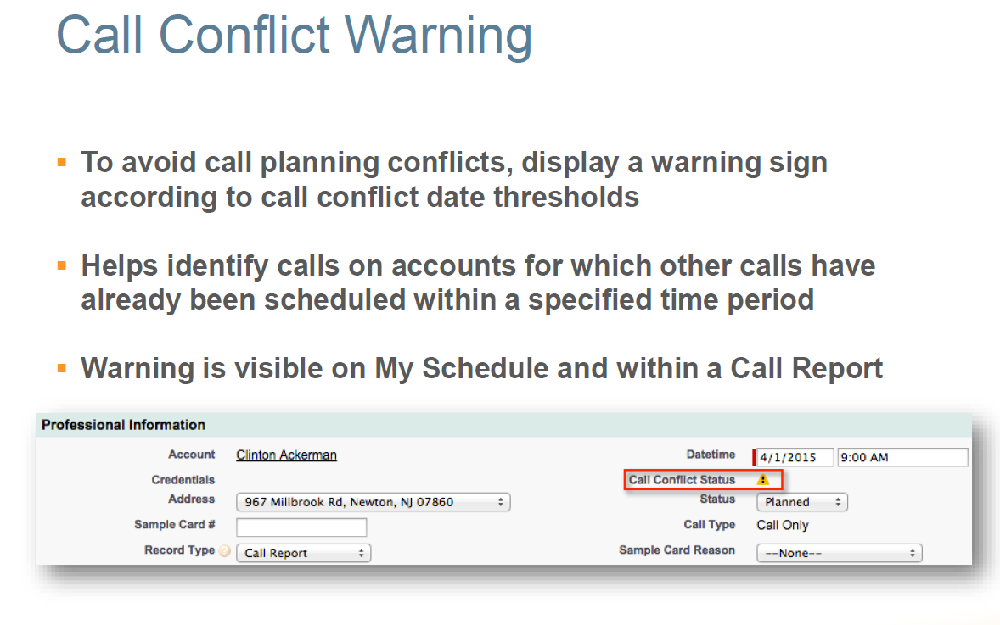 Call Conflict Warning
To avoid call planning conflicts, display a warning sign
according to call conflict date thresholds
Helps identify calls on accounts for which other calls have
already been scheduled within a specified time period
Warning is visible on My Schedule and within a Call Report
Professional Information
Account Clinton Ackerman Datetime 4/1/2015 9:00 AM
Credentials Call Conflict Status
Address 967 Millbrook Rd, Newton, NJ 07860 Status Planned
Sample Card # Call Type Call Only
Record Type ? Call Report Sample Card Reason --None--